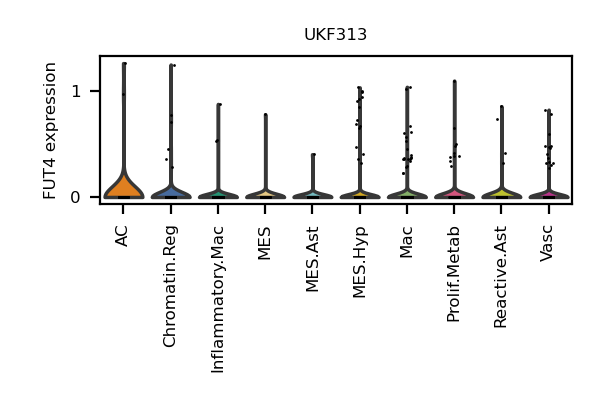 UKF313
FUT4 expression
1
0
AC
Chromatin.Reg
Inflammatory.Mac
MES
MES.Ast
MES.Hyp
Mac
Prolif.Metab
Reactive.Ast
Vasc